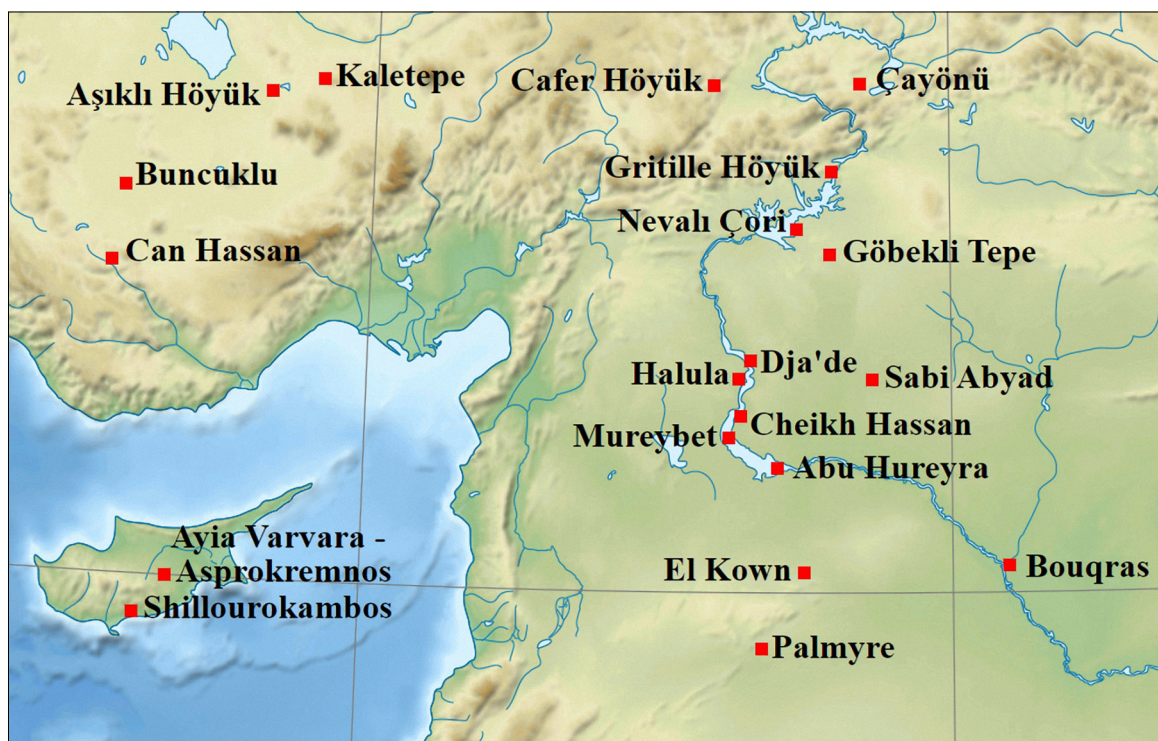 Kaletepe
Aşıklı Höyük
Cafer Höyük
Çayönü
Buncuklu
Gritille Höyük
Nevalı Çori
Can Hassan
Göbekli Tepe
Dja'de
Halula
Sabi Abyad
Cheikh Hassan
Mureybet
Abu Hureyra
Ayia Varvara -
Asprokremnos
El Kown
Bouqras
Shillourokambos
Palmyre